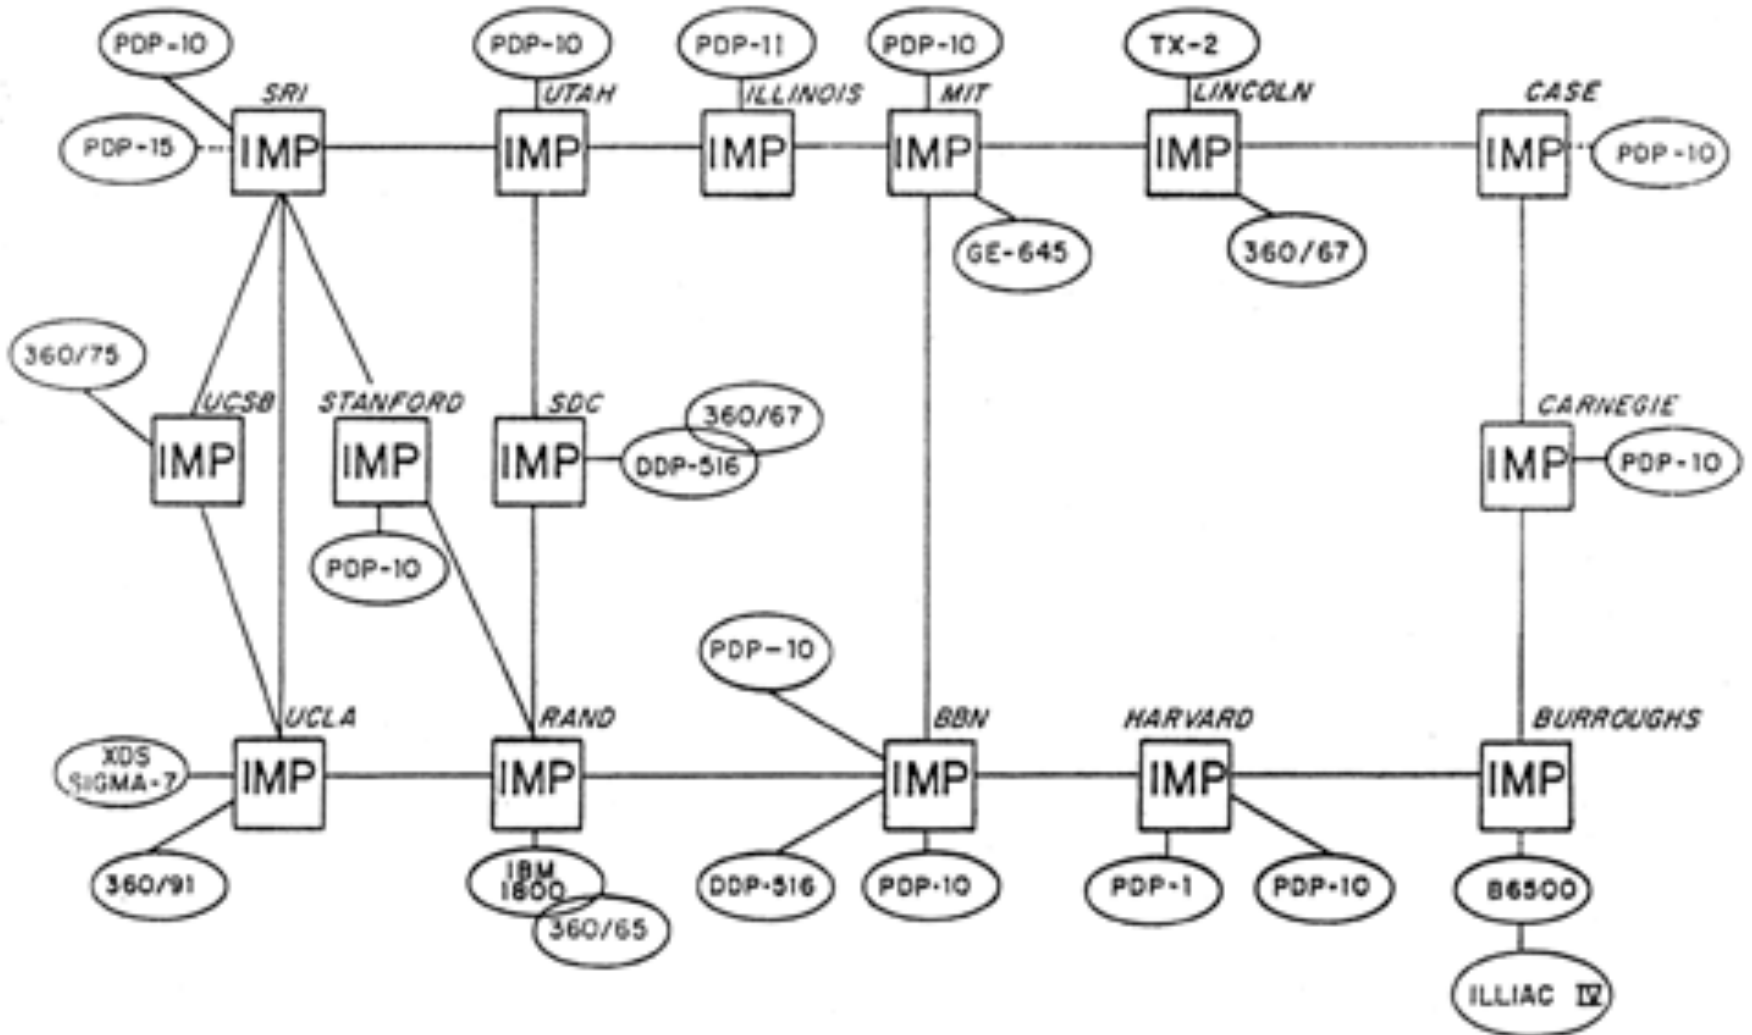 PDP-10
PDP-10
PDP-11
PDP-10
TX-2
SRI
UTAH
ILLINOIS
MIT
LINCOLN
CASE
PDP-15
IMP
IMP
IMP
IMP
IMP
IMP
PDP-10
GE-645
360/67
360/75
UCSB
STANFORD
SDC
360/67
CARNEGIE
IMP
IMP
IMP
DDP-516
IMP
PDP-10
PDP-10
PDP-10
UCLA
RAND
BBN
HARVARD
BURROUGHS
XDS
SIGMA-7
IMP
IMP
IMP
IMP
IMP
360/91
IBM
1800
360/65
DDP-516
PDP-10
PDP-1
PDP-10
B6500
ILLIAC IV